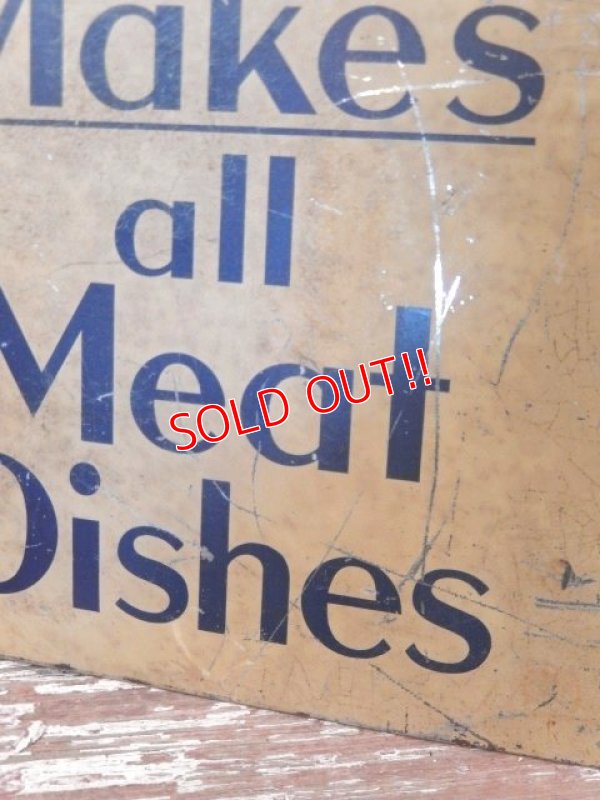 Makes
all
Meat
SOLD OUT!!
Dishes